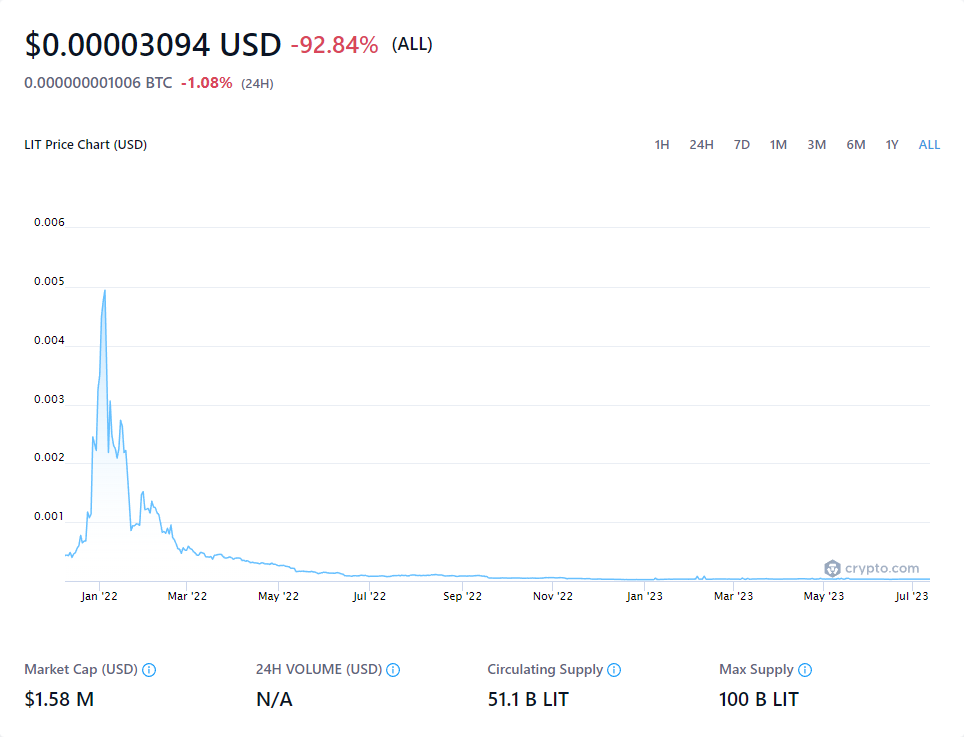 $0.00003094 USD -92.84% (ALL)
0.000000001006 BTC -1.08% (24H)
LIT Price Chart (USD) 1H 24H 7D 1M 3M 6M 1Y ALL
0.006
0.005
0.004
0.003
0.002
0.001
crypto.com
Jan '22 Mar '22 May '22 Jul '22 Sep '22 Nov '22 Jan '23 Mar '23 May '23 Jul '23
Market Cap (USD) 24H VOLUME (USD) Circulating Supply Max Supply
$1.58 M N/A 51.1 B LIT 100 B LIT